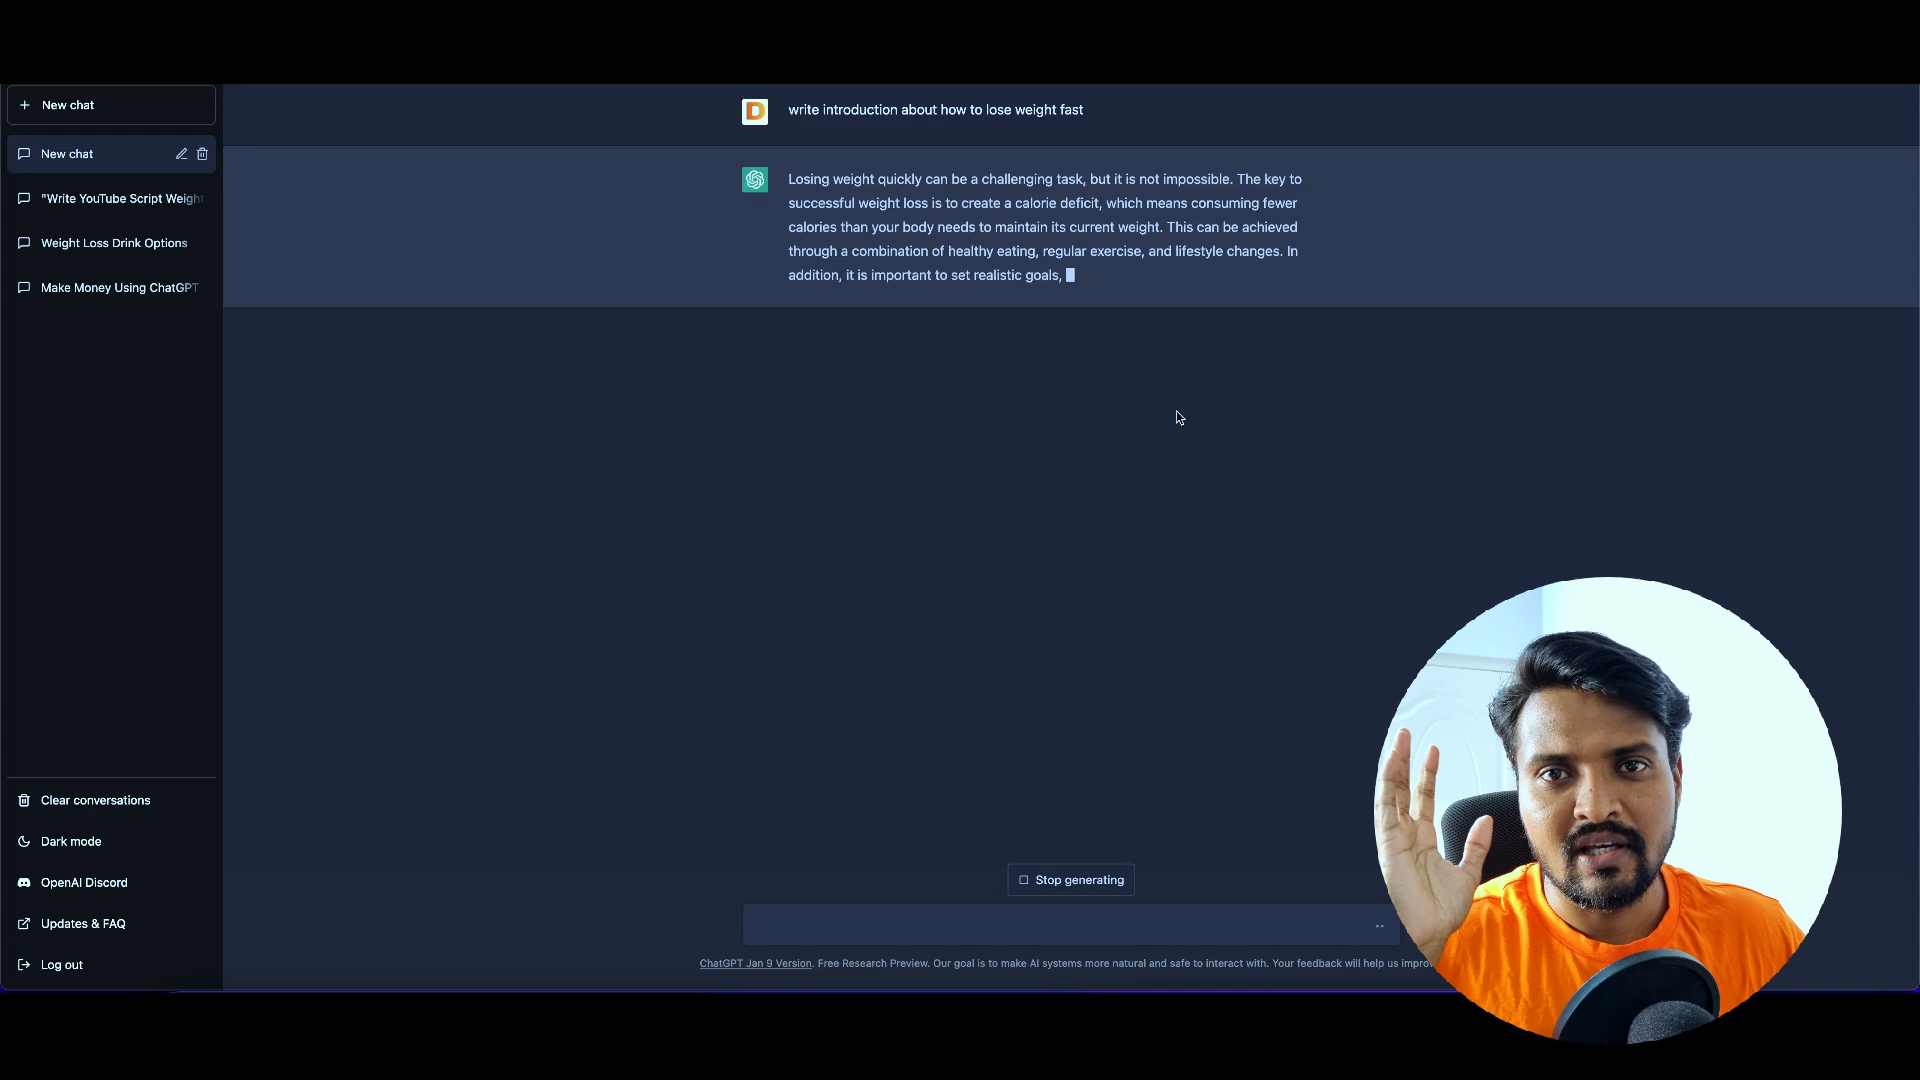 New chat
New chat
"Write YouTube Script Weigh
Weight Loss Drink Options
Make Money Using ChatGPT
Clear conversations
Dark mode
OpenAI Discord
Updates & FAQ
Log out
D
write introduction about how to lose weight fast
Losing weight quickly can be a challenging task, but it is not impossible. The key to
successful weight loss is to create a calorie deficit, which means consuming fewer
calories than your body needs to maintain its current weight. This can be achieved
through a combination of healthy eating, regular exercise, and lifestyle changes. In
addition, it is important to set realistic goals,
Stop generating
ChatGPT Jan 9 Version. Free Research Preview. Our goal is to make AI systems more natural and safe to interact with. Your feedback will help us improv